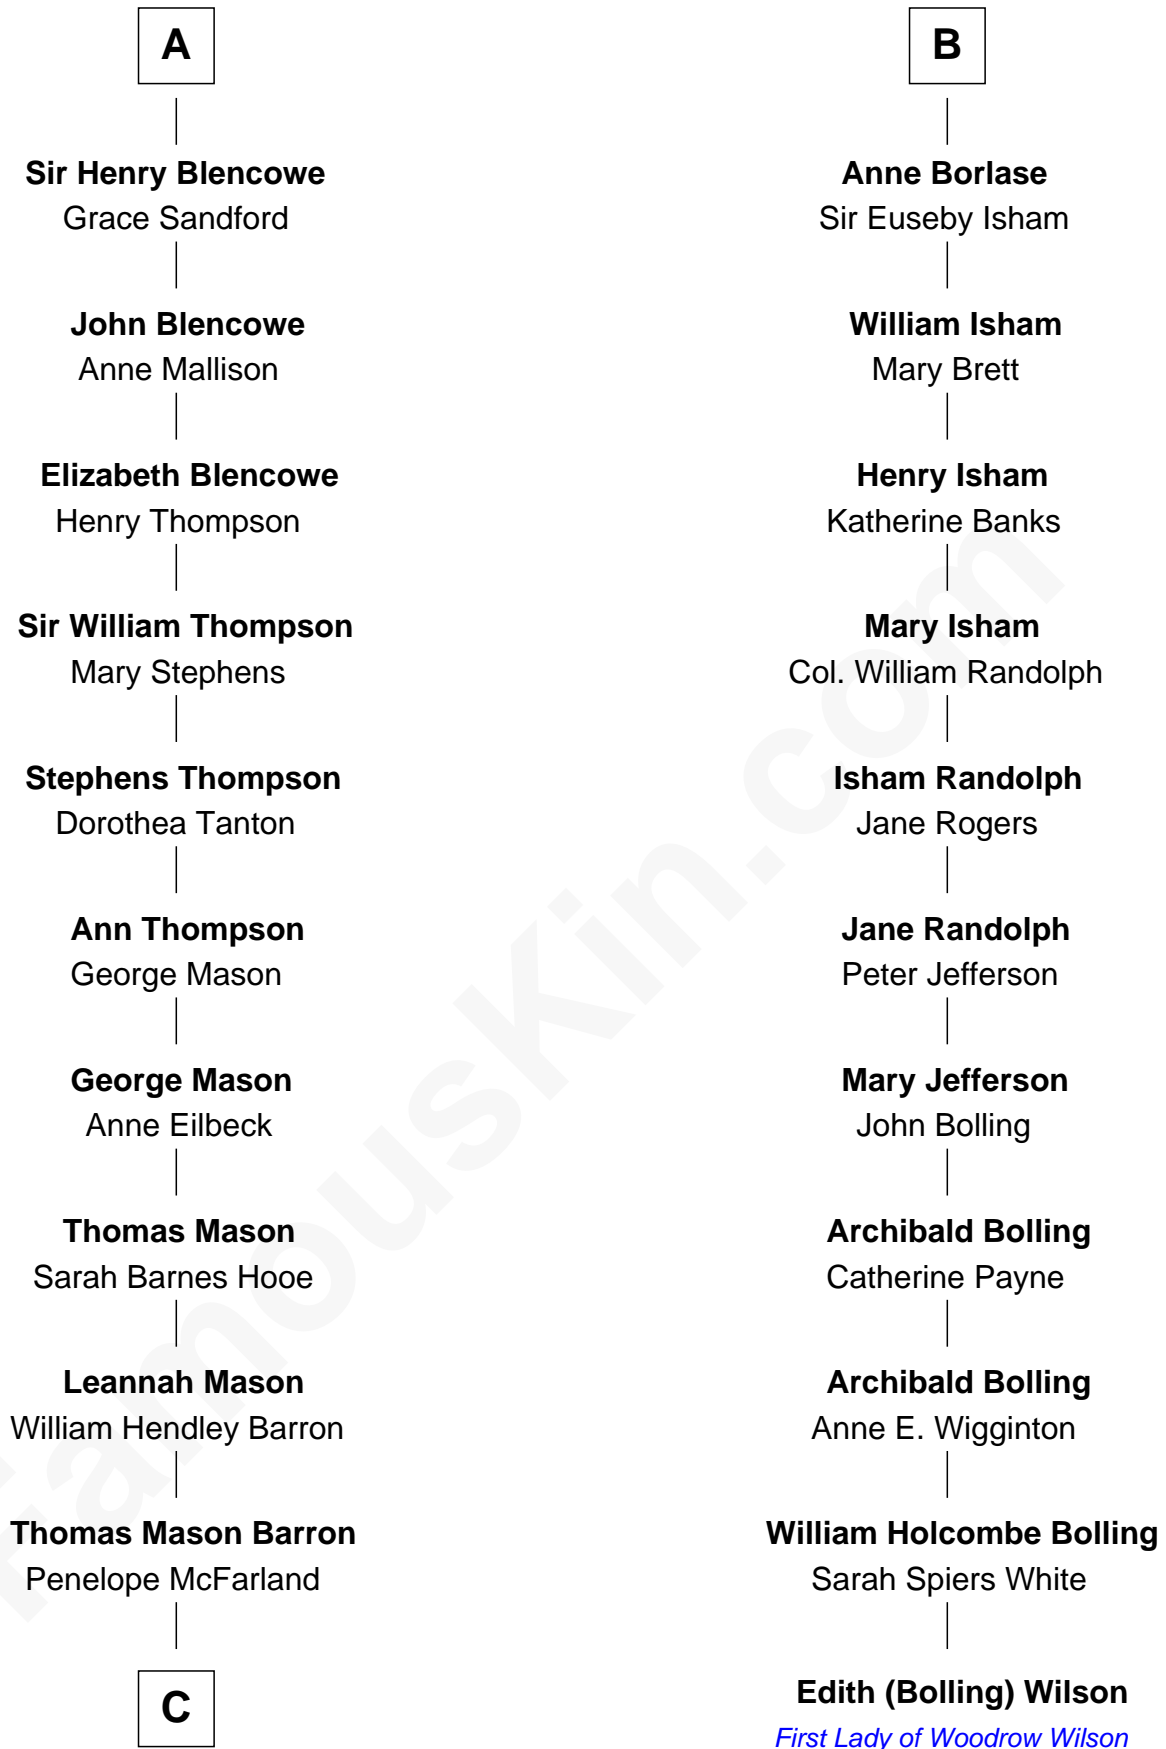 A
Sir Henry Blencowe
Grace Sandford
John Blencowe
Anne Mallison
Elizabeth Blencowe
Henry Thompson
Sir William Thompson
Mary Stephens
Stephens Thompson
Dorothea Tanton
Ann Thompson
George Mason
George Mason
Anne Eilbeck
Thomas Mason
Sarah Barnes Hooe
Leannah Mason
William Hendley Barron
Thomas Mason Barron
Penelope McFarland
C
B
Anne Borlase
Sir Euseby Isham
William Isham
Mary Brett
Henry Isham
Katherine Banks
Mary Isham
Col. William Randolph
Isham Randolph
Jane Rogers
Jane Randolph
Peter Jefferson
Mary Jefferson
John Bolling
Archibald Bolling
Catherine Payne
Archibald Bolling
Anne E. Wigginton
William Holcombe Bolling
Sarah Spiers White
Edith (Bolling) Wilson
First Lady of Woodrow Wilson
FamousKin.com